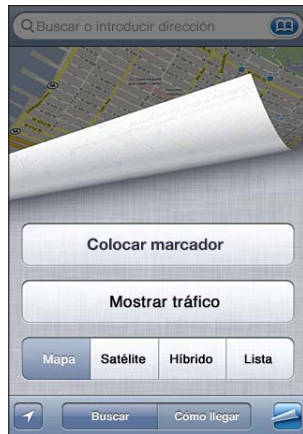 Buscar o introducir dirección
Colocar marcador
Mostrar tráfico
Mapa Satélite Híbrido Lista
Buscar Cómo llegar